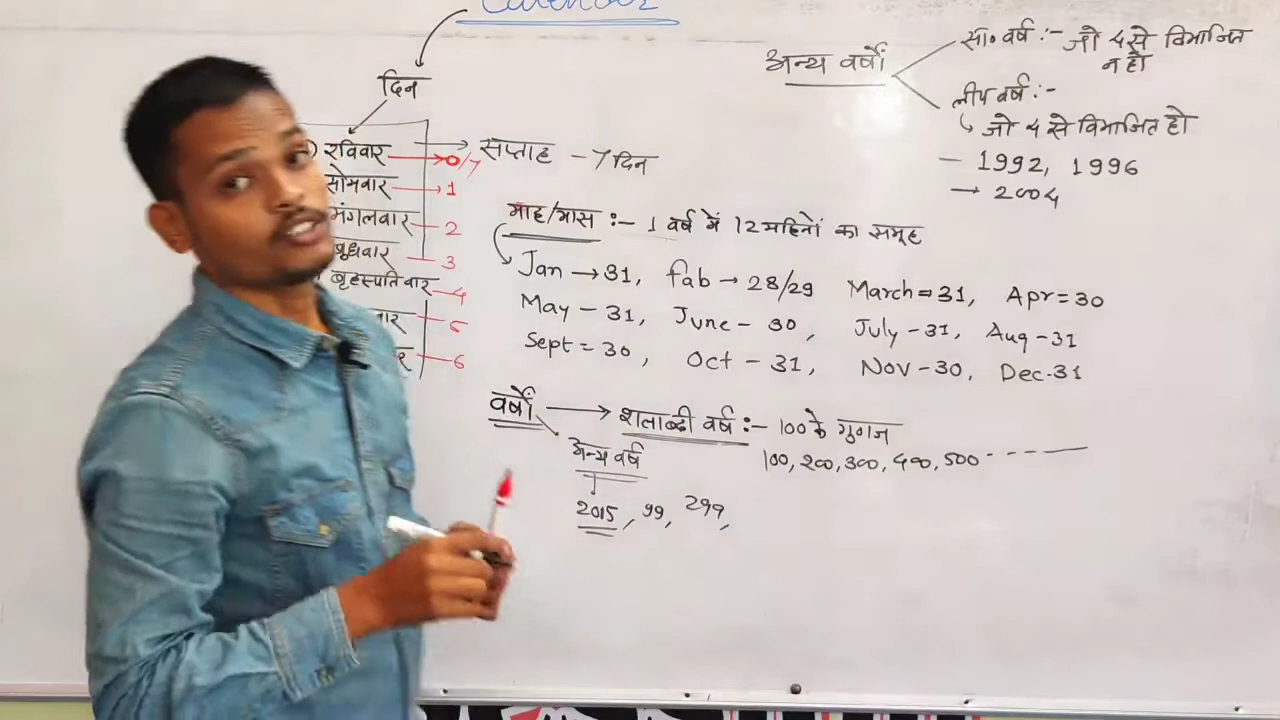 Calendar
दिन
रविवार → 0/7
सोमवार → 1
मंगलवार - 2
बुधवार - 3
बृहस्पतिवार - 4
वार - 5
र - 6
→ सप्ताह - 7 दिन
माह/मास :- 1 वर्ष में 12 महिनों का समूह
Jan → 31, fab → 28/29 March = 31, Apr = 30
May - 31, June - 30, July - 31, Aug - 31
Sept = 30, Oct - 31, Nov - 30, Dec - 31
वर्षों → शताब्दी वर्ष :- 100 के गुणज
100, 200, 300, 400, 500 - - - -
अन्य वर्ष
2015, 99, 299,
अन्य वर्षों
सा० वर्ष :- जो 4 से विभाजित
न हो
लीप वर्ष :-
↳ जो 4 से विभाजित हो
- 1992, 1996
→ 2004